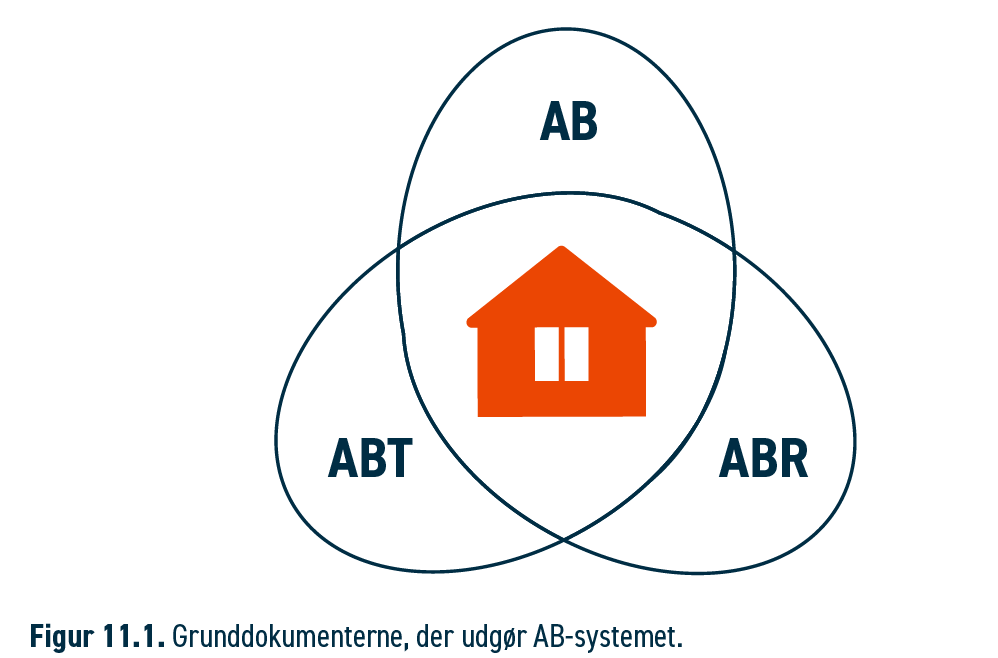 AB
ABT
ABR
Figur 11.1. Grunddokumenterne, der udgør AB-systemet.